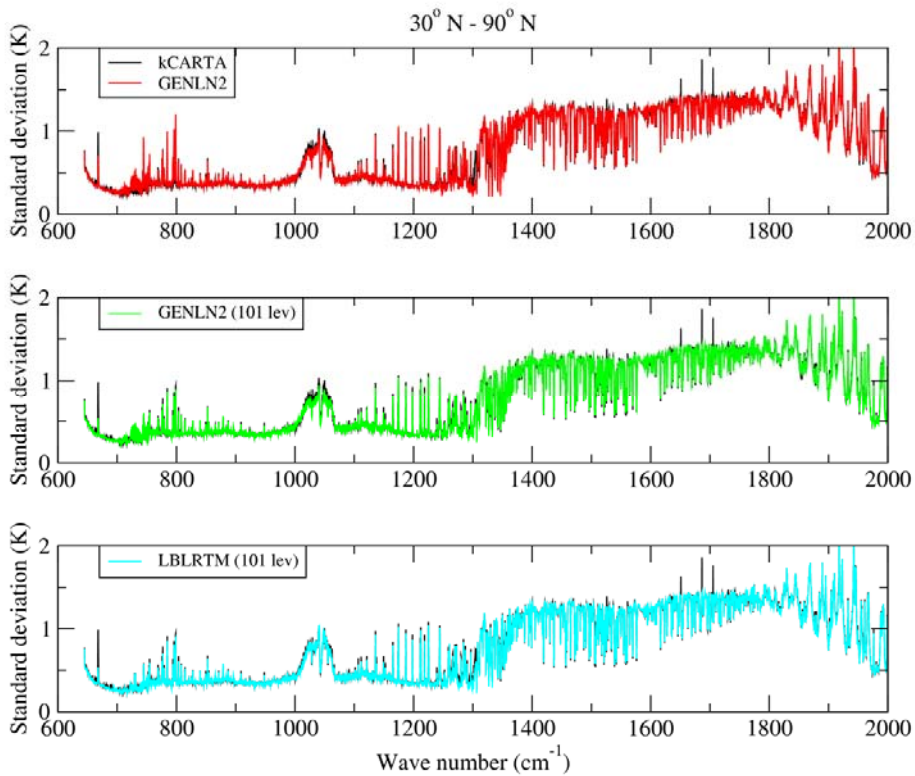 30° N - 90° N
Standard deviation (K)
2
1
0
kCARTA
GENLN2
600 800 1000 1200 1400 1600 1800 2000
Standard deviation (K)
2
1
0
GENLN2 (101 lev)
600 800 1000 1200 1400 1600 1800 2000
Standard deviation (K)
2
1
0
LBLRTM (101 lev)
600 800 1000 1200 1400 1600 1800 2000
Wave number (cm⁻¹)